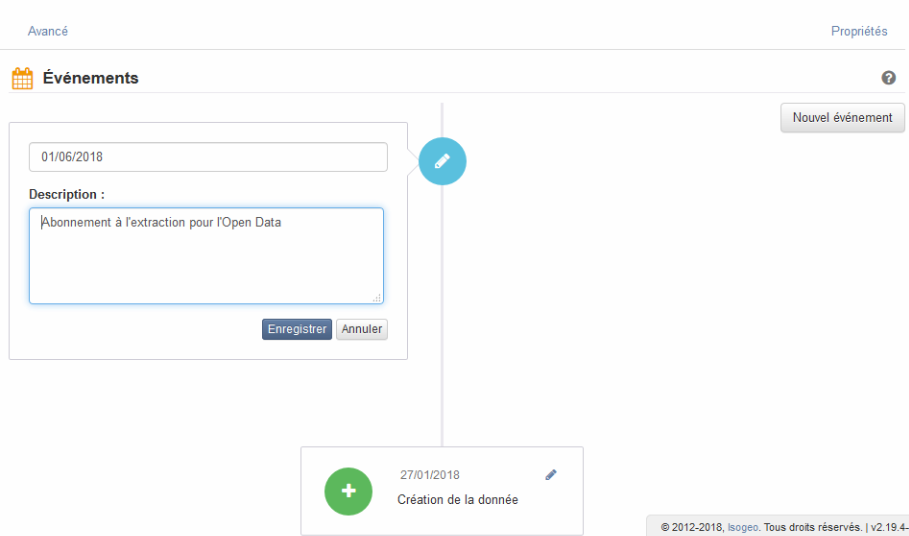 Avancé
Propriétés
Événements
Nouvel événement
01/06/2018
Description :
Abonnement à l'extraction pour l'Open Data
Enregistrer
Annuler
27/01/2018
Création de la donnée
© 2012-2018, Isogeo. Tous droits réservés. | v2.19.4-